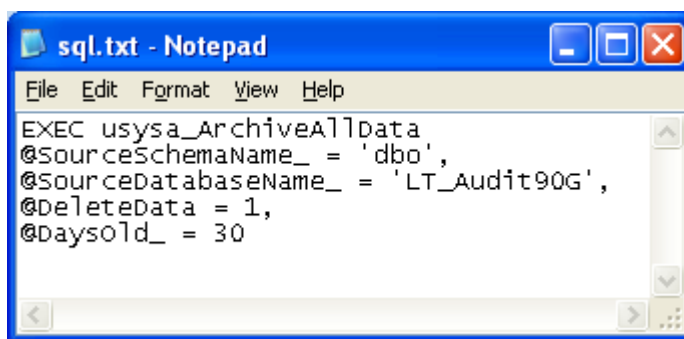 sql.txt - Notepad
File Edit Format View Help
EXEC usysa_ArchiveAllData
@SourceSchemaName_ = 'dbo',
@SourceDatabaseName_ = 'LT_Audit90G',
@DeleteData = 1,
@DaysOld_ = 30